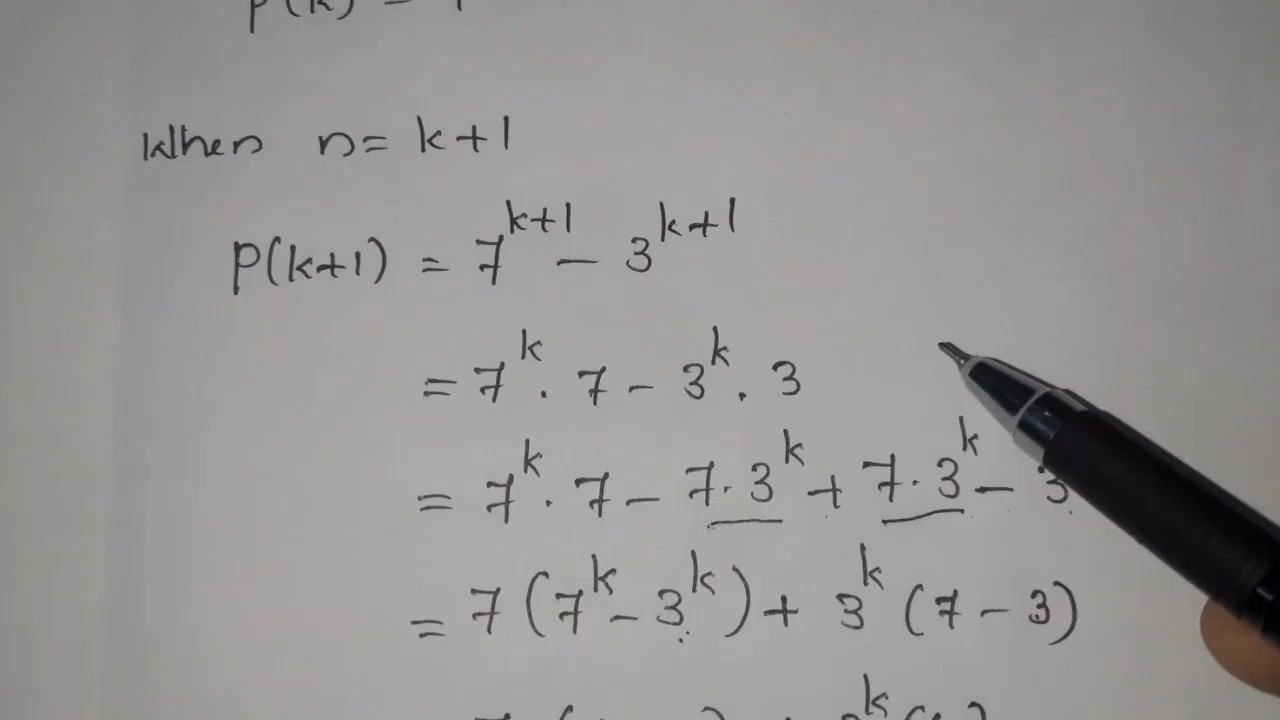 P(k) =
When n = k+1
P(k+1) = 7^{k+1} - 3^{k+1}
= 7^k . 7 - 3^k . 3
= 7^k . 7 - 7.3^k + 7.3^k - 3
= 7(7^k - 3^k) + 3^k (7-3)